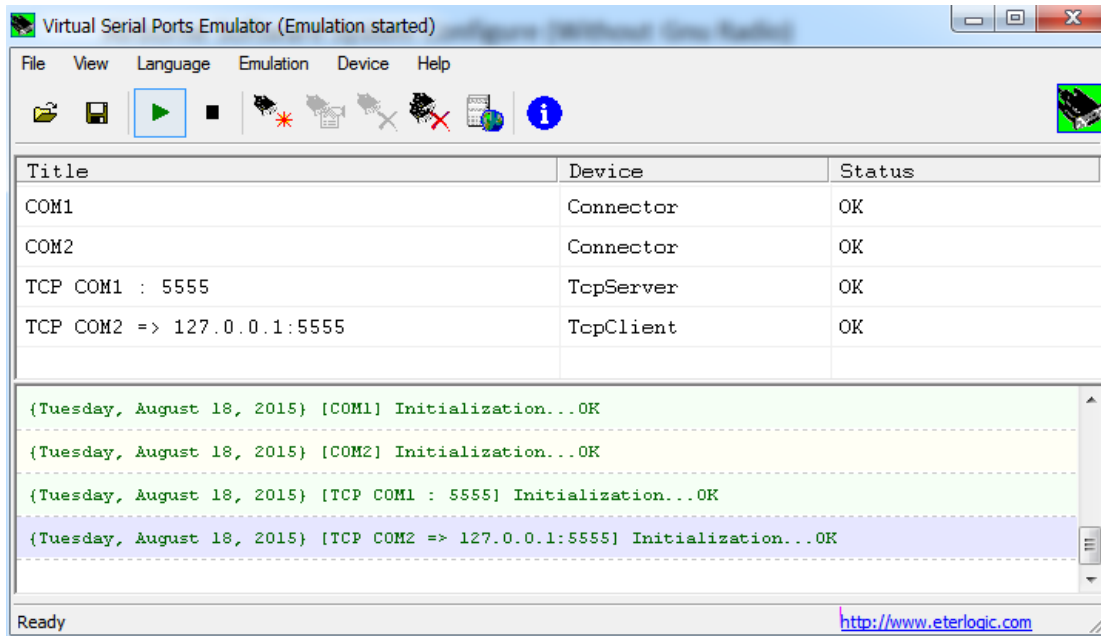 Virtual Serial Ports Emulator (Emulation started)
File View Language Emulation Device Help
Title Device Status
COM1 Connector OK
COM2 Connector OK
TCP COM1 : 5555 TcpServer OK
TCP COM2 => 127.0.0.1:5555 TcpClient OK
{Tuesday, August 18, 2015} [COM1] Initialization...OK
{Tuesday, August 18, 2015} [COM2] Initialization...OK
{Tuesday, August 18, 2015} [TCP COM1 : 5555] Initialization...OK
{Tuesday, August 18, 2015} [TCP COM2 => 127.0.0.1:5555] Initialization...OK
Ready http://www.eterlogic.com